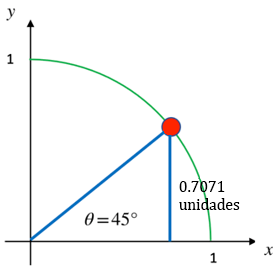 y
1
0.7071
unidades
θ=45°
x
1